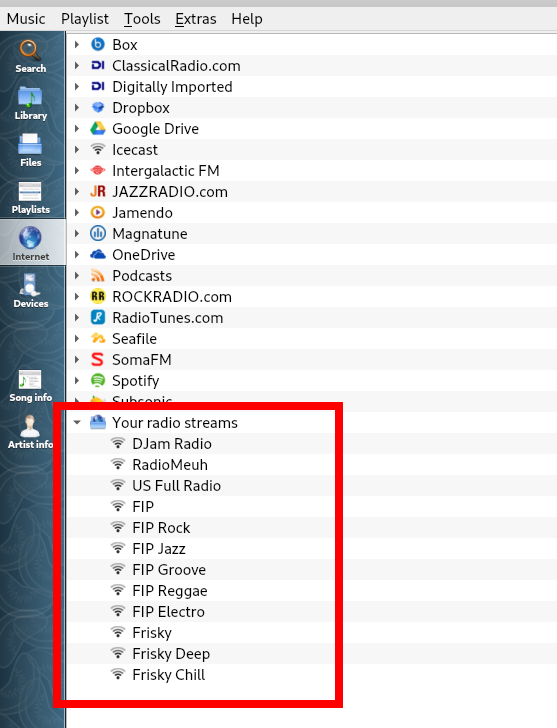 Music Playlist Tools Extras Help
Search
Library
Files
Playlists
Internet
Devices
Song info
Artist info
Box
ClassicalRadio.com
Digitally Imported
Dropbox
Google Drive
Icecast
Intergalactic FM
JAZZRADIO.com
Jamendo
Magnatune
OneDrive
Podcasts
ROCKRADIO.com
RadioTunes.com
Seafile
SomaFM
Spotify
Subsonic
Your radio streams
DJam Radio
RadioMeuh
US Full Radio
FIP
FIP Rock
FIP Jazz
FIP Groove
FIP Reggae
FIP Electro
Frisky
Frisky Deep
Frisky Chill